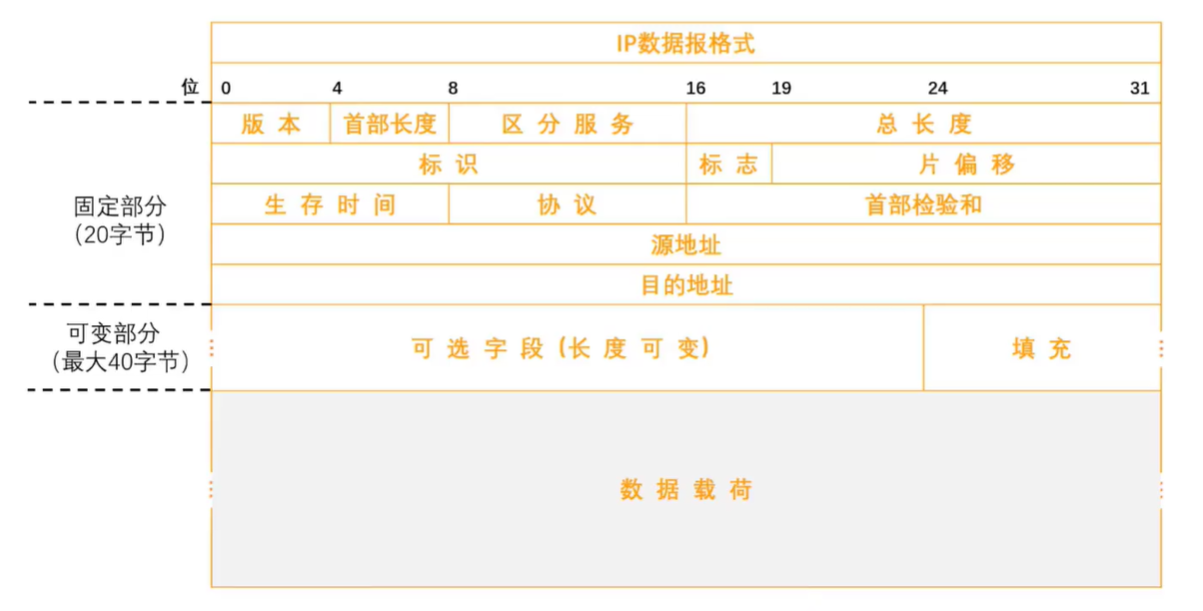 IP数据报格式
位 0 4 8 16 19 24 31
版本 首部长度 区分服务 总长度
标识 标志 片偏移
固定部分
(20字节)
生存时间 协议 首部检验和
源地址
目的地址
可变部分
(最大40字节)
可选字段(长度可变) 填充
数据载荷